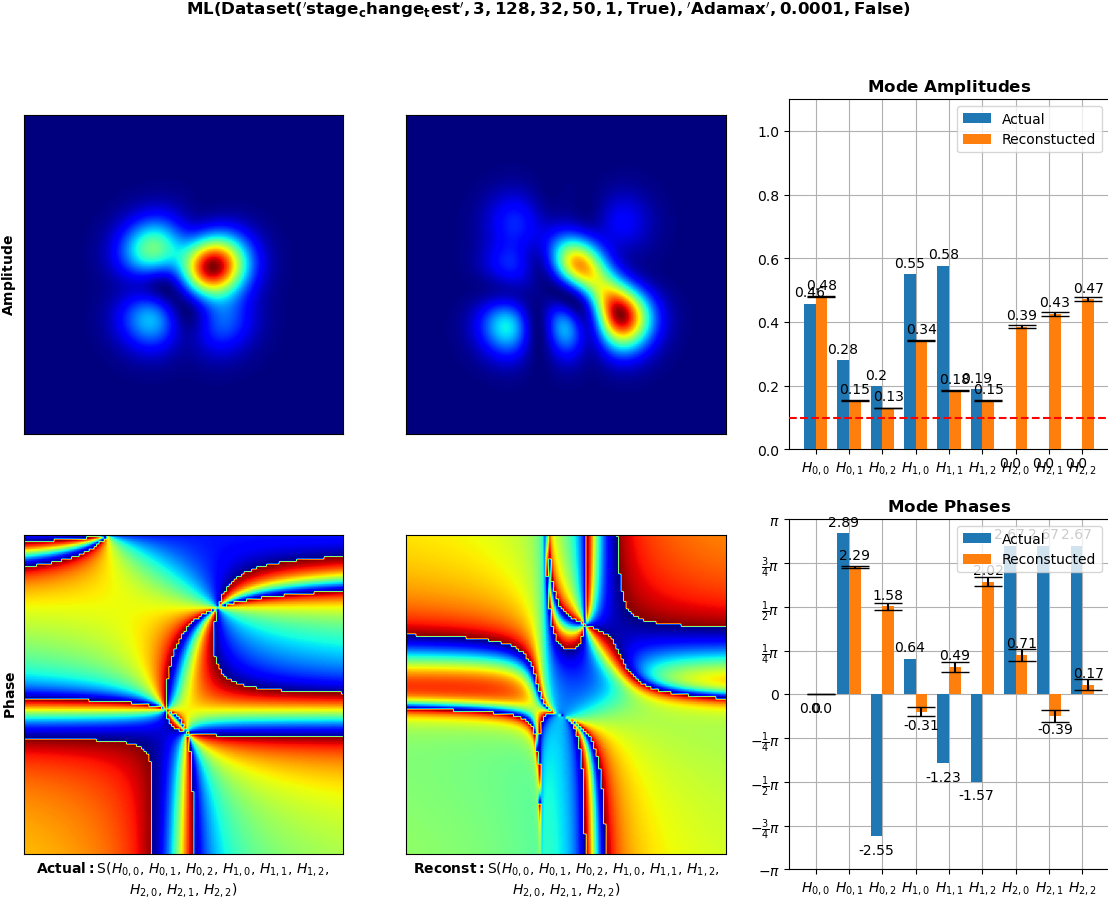 ML(Dataset('stage_change_test', 3, 128, 32, 50, 1, True), 'Adamax', 0.0001, False)
Amplitude
Mode Amplitudes
Actual
Reconstucted
1.0
0.8
0.6
0.4
0.2
0.0
0.46
0.48
0.28
0.15
0.2
0.13
0.55
0.34
0.58
0.18
0.19
0.15
0.39
0.43
0.47
0.0 0.0 0.0
H0,0 H0,1 H0,2 H1,0 H1,1 H1,2 H2,0 H2,1 H2,2
Phase
Actual: S(H0,0, H0,1, H0,2, H1,0, H1,1, H1,2,
H2,0, H2,1, H2,2)
Reconst: S(H0,0, H0,1, H0,2, H1,0, H1,1, H1,2,
H2,0, H2,1, H2,2)
Mode Phases
Actual
Reconstucted
π
3/4π
1/2π
1/4π
0
−1/4π
−1/2π
−3/4π
−π
0.0
0.0
2.89
2.29
-2.55
1.58
0.64
-0.31
-1.23
0.49
-1.57
2.02
2.67
0.71
2.67
-0.39
2.67
0.17
H0,0 H0,1 H0,2 H1,0 H1,1 H1,2 H2,0 H2,1 H2,2